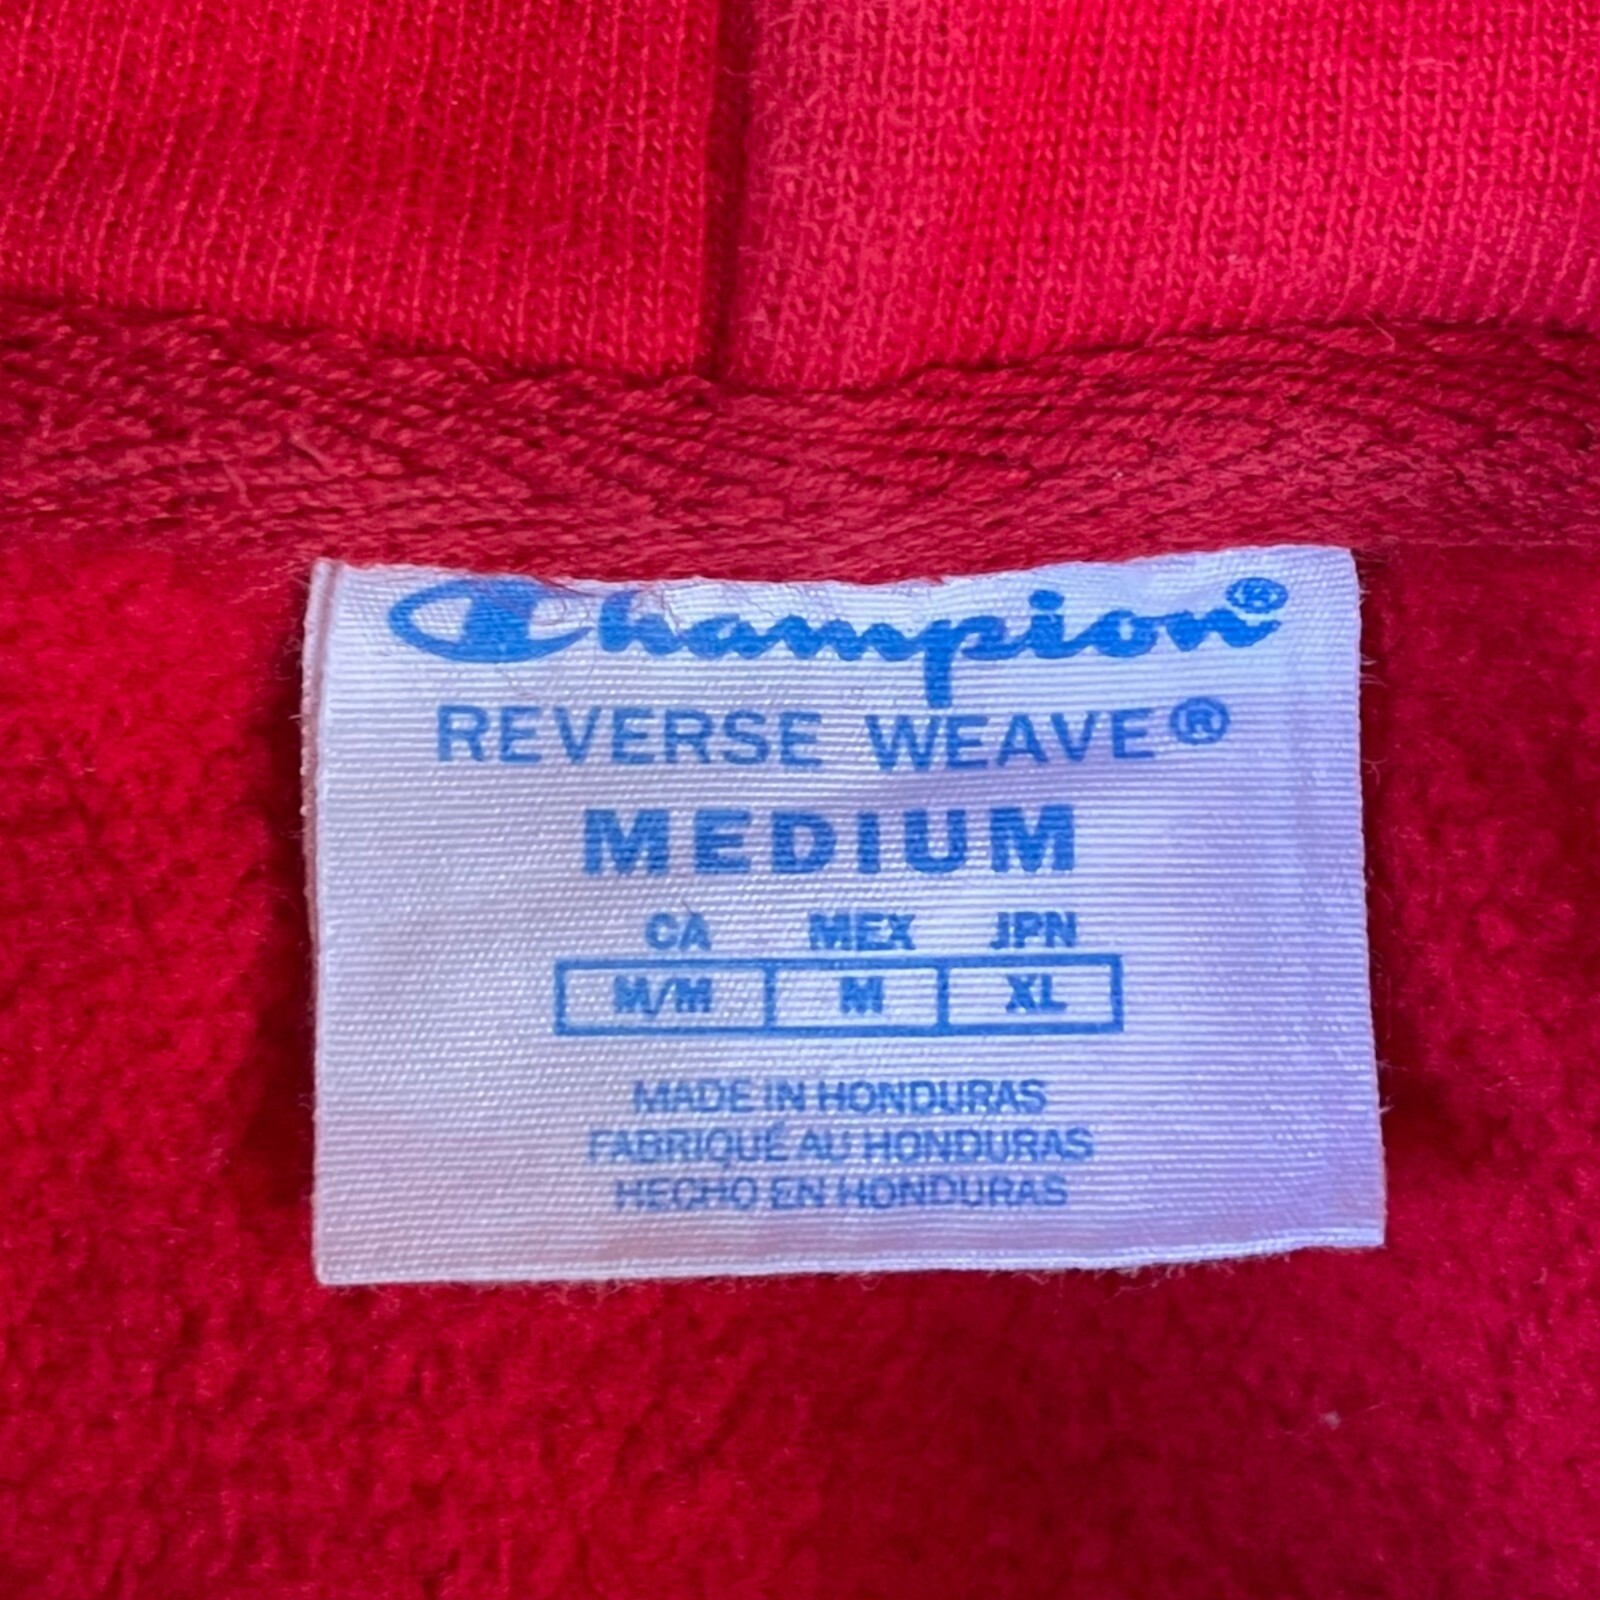 Champion®
REVERSE WEAVE®
MEDIUM
CA MEX JPN
M/M M XL
MADE IN HONDURAS
FABRIQUÉ AU HONDURAS
HECHO EN HONDURAS